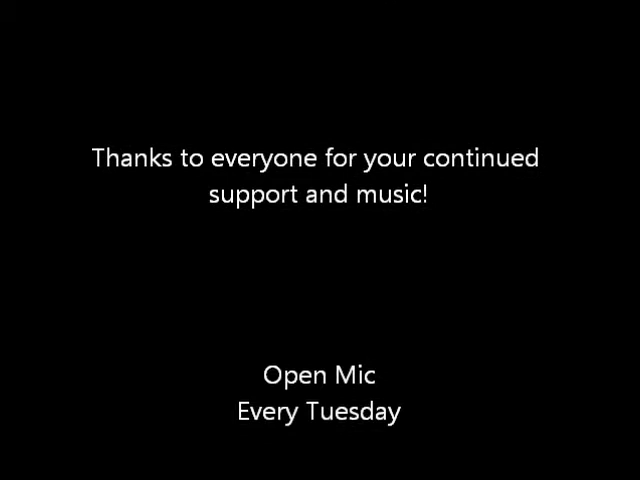 Thanks to everyone for your continued
support and music!
Open Mic
Every Tuesday